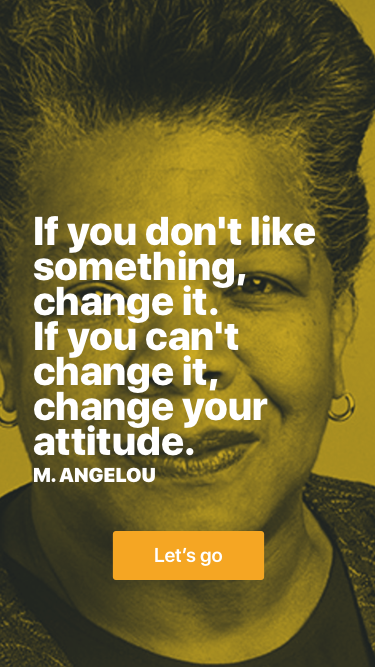 If you don't like
something,
change it.
If you can't
change it,
change your
attitude.
M. ANGELOU
Let’s go